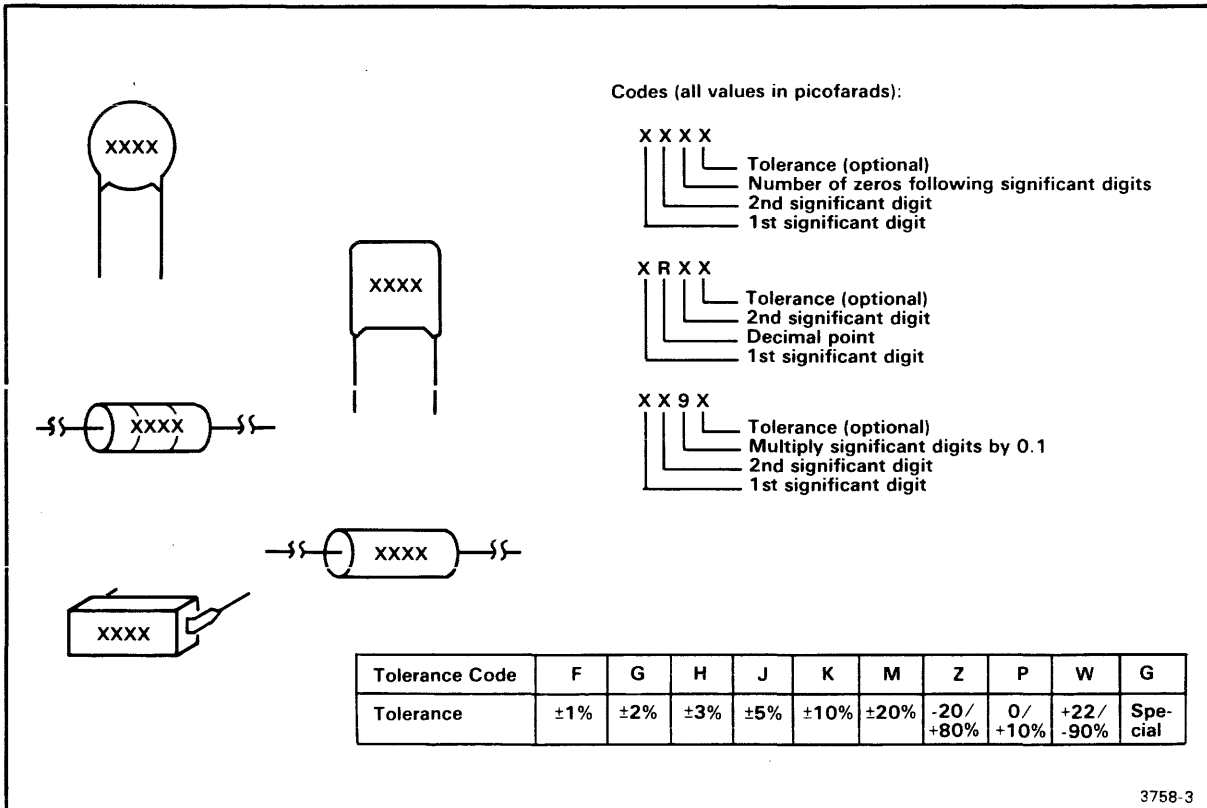 XXXX
XXXX
XXXX
XXXX
XXXX
Codes (all values in picofarads):
X X X X
Tolerance (optional)
Number of zeros following significant digits
2nd significant digit
1st significant digit
X R X X
Tolerance (optional)
2nd significant digit
Decimal point
1st significant digit
X X 9 X
Tolerance (optional)
Multiply significant digits by 0.1
2nd significant digit
1st significant digit
Tolerance Code F G H J K M Z P W G
Tolerance ±1% ±2% ±3% ±5% ±10% ±20% -20/ 0/ +22/ Spe-
+80% +10% -90% cial
3758-3